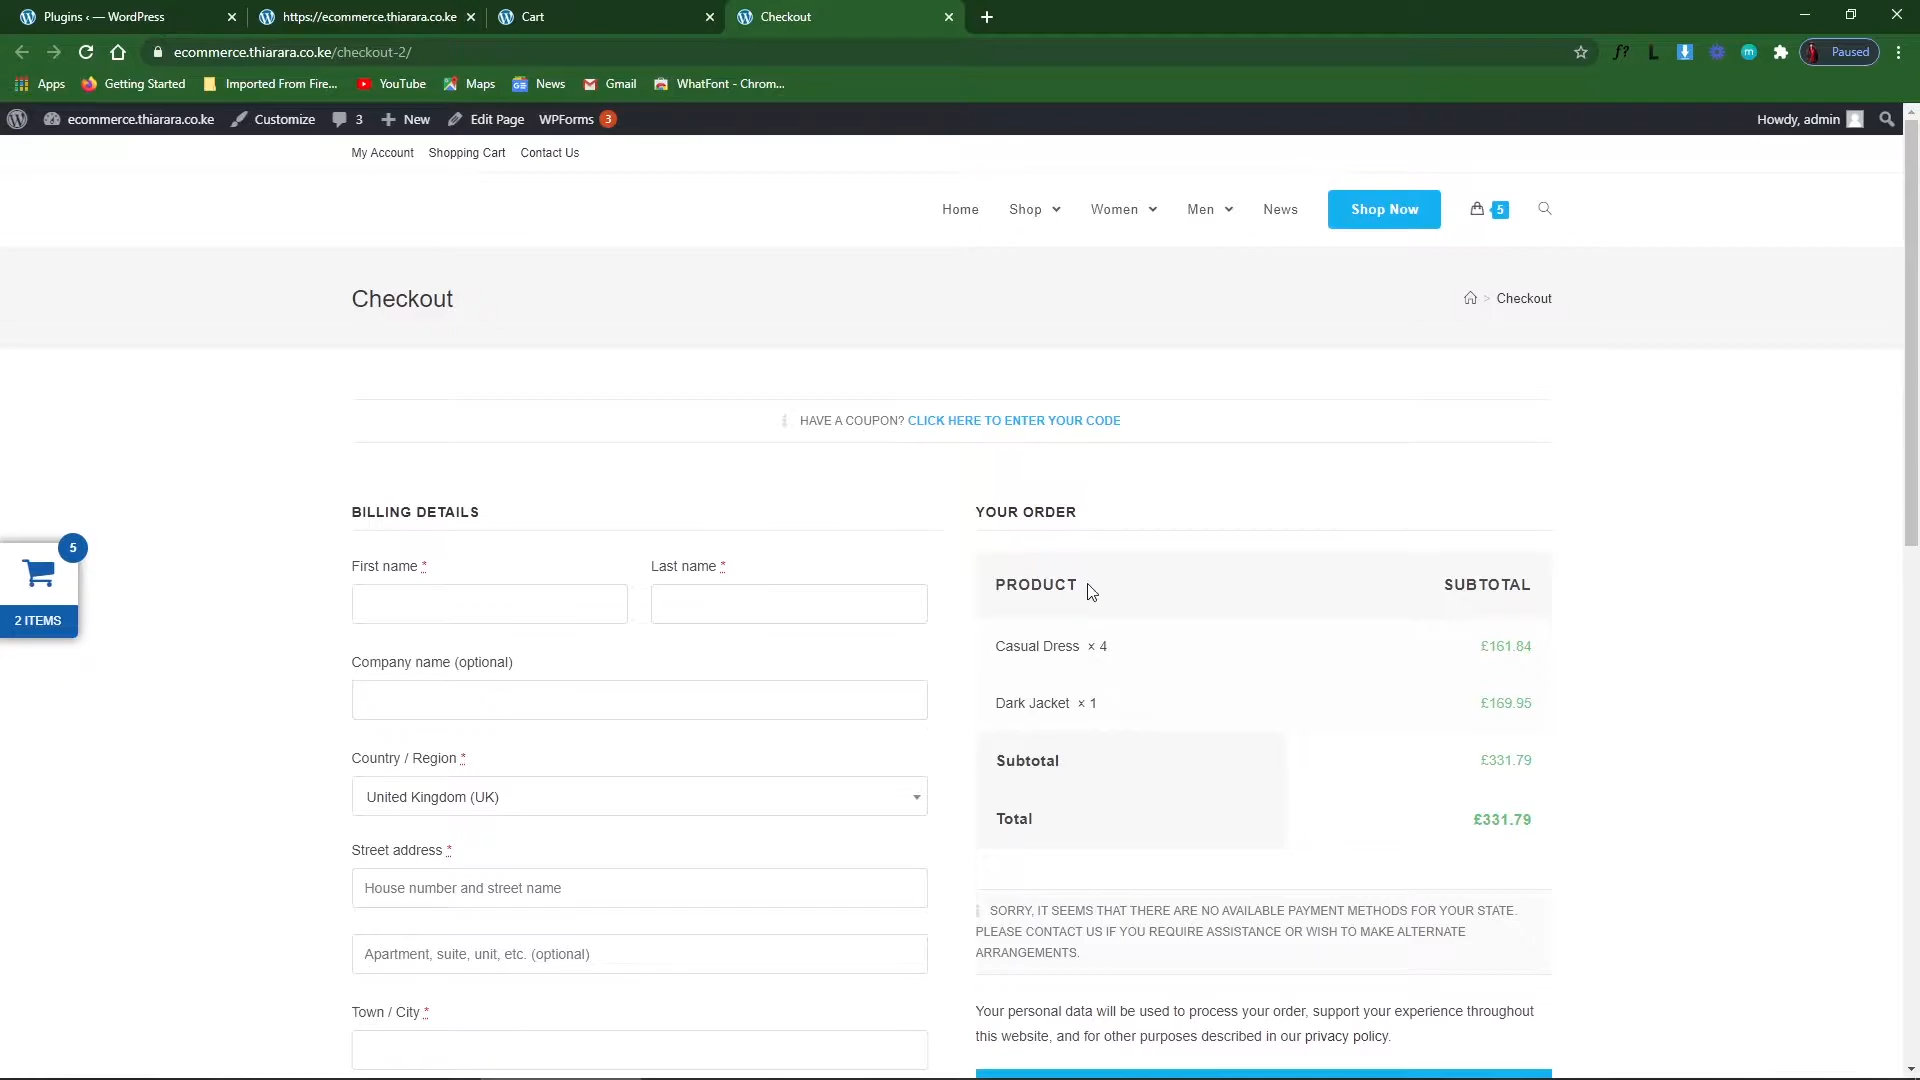 Plugins ‹ — WordPress
https://ecommerce.thiarara.co.ke
Cart
Checkout
ecommerce.thiarara.co.ke/checkout-2/
f?
L
m
Paused
Apps
Getting Started
Imported From Fire...
YouTube
Maps
News
Gmail
WhatFont - Chrom...
ecommerce.thiarara.co.ke
Customize
3
New
Edit Page
WPForms 3
Howdy, admin
My Account
Shopping Cart
Contact Us
Home
Shop
Women
Men
News
Shop Now
5
Checkout
> Checkout
HAVE A COUPON? CLICK HERE TO ENTER YOUR CODE
BILLING DETAILS
First name *
Last name *
Company name (optional)
Country / Region *
United Kingdom (UK)
Street address *
House number and street name
Apartment, suite, unit, etc. (optional)
Town / City *
5
2 ITEMS
YOUR ORDER
PRODUCT SUBTOTAL
Casual Dress × 4 £161.84
Dark Jacket × 1 £169.95
Subtotal £331.79
Total £331.79
SORRY, IT SEEMS THAT THERE ARE NO AVAILABLE PAYMENT METHODS FOR YOUR STATE.
PLEASE CONTACT US IF YOU REQUIRE ASSISTANCE OR WISH TO MAKE ALTERNATE
ARRANGEMENTS.
Your personal data will be used to process your order, support your experience throughout
this website, and for other purposes described in our privacy policy.